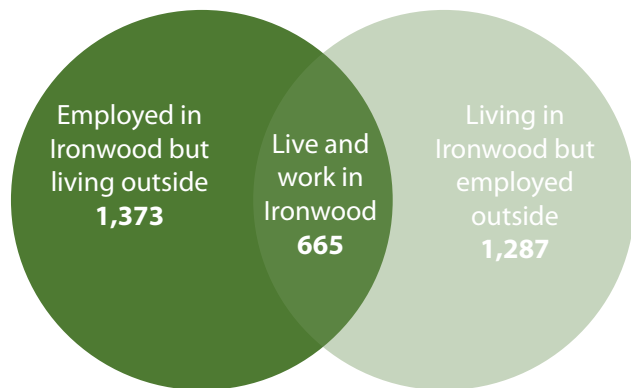 Employed in
Ironwood but
living outside
1,373
Live and
work in
Ironwood
665
Living in
Ironwood but
employed
outside
1,287